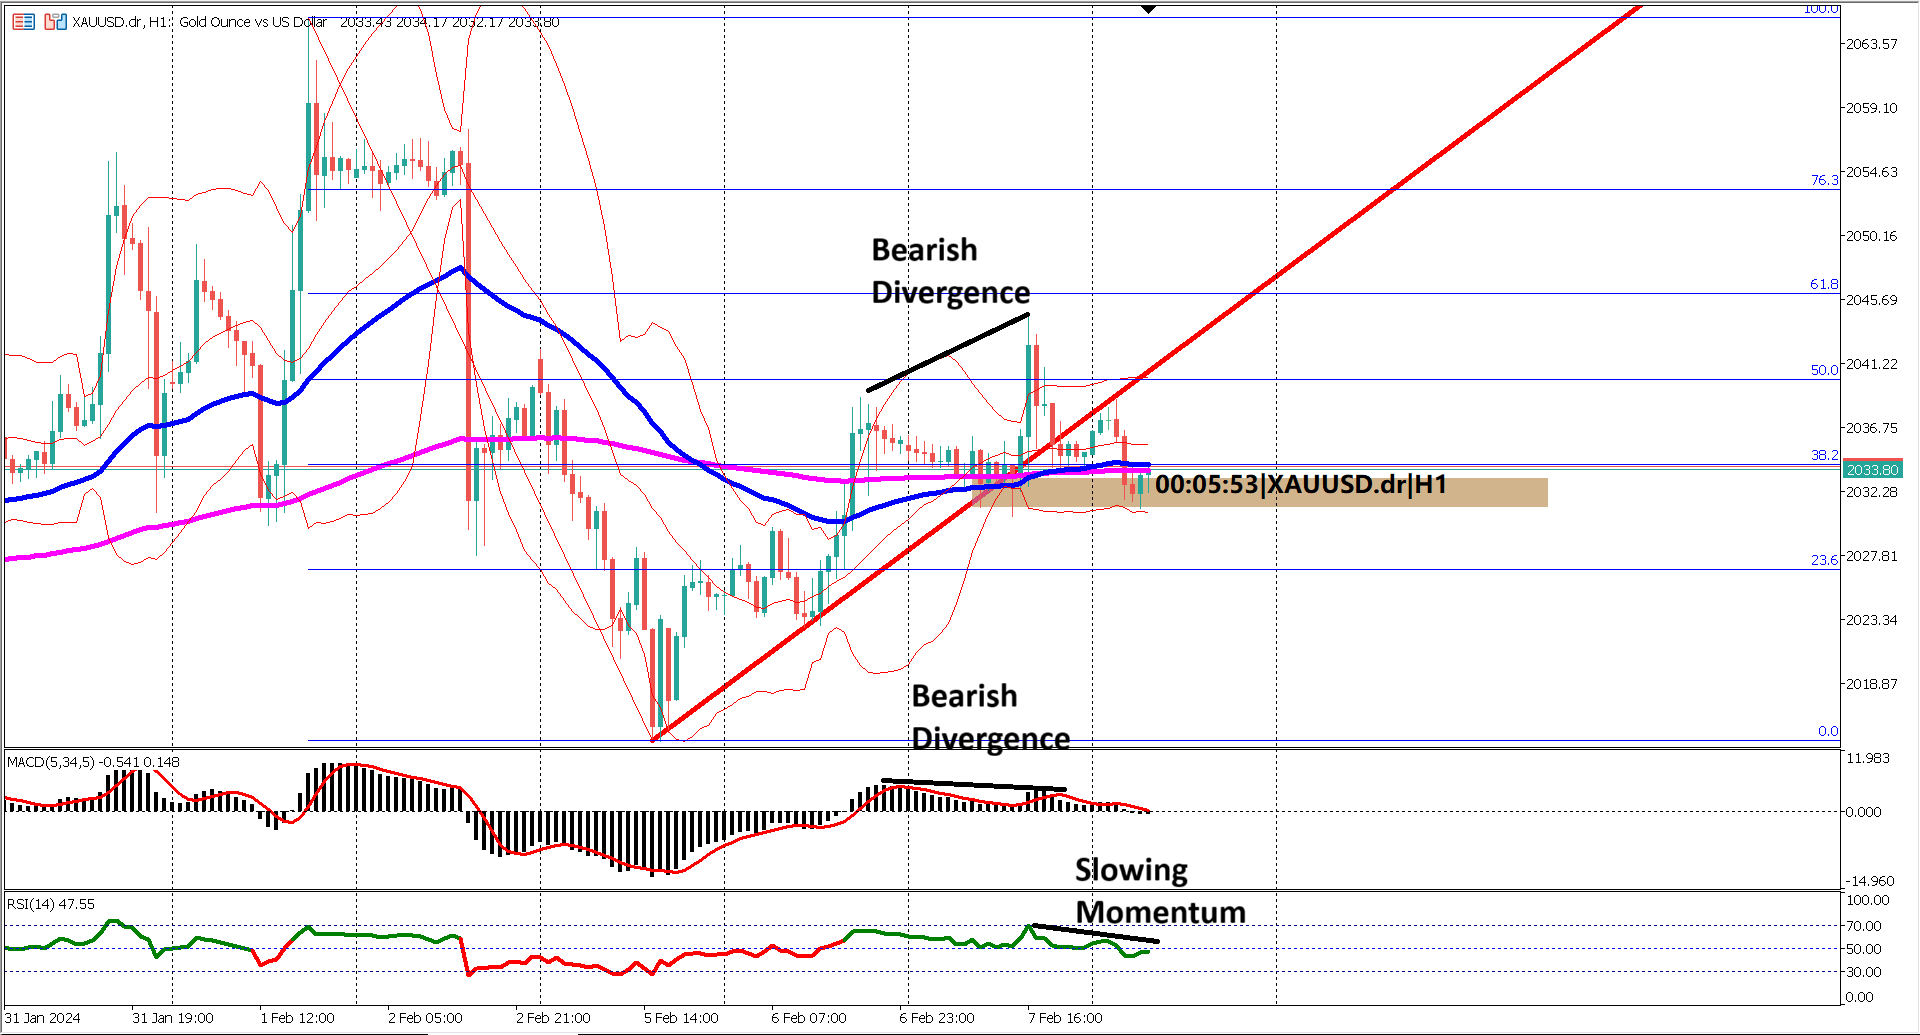 XAUUSD.dr, H1: Gold Ounce vs US Dollar 2033.43 2034.17 2032.17 2033.80
100.0
2063.57
2059.10
2054.63
76.3
2050.16
Bearish
Divergence
61.8
2045.69
2041.22
50.0
2036.75
38.2
2033.80
00:05:53|XAUUSD.dr|H1
2032.28
2027.81
23.6
2023.34
2018.87
Bearish
Divergence
0.0
MACD(5,34,5) -0.541 0.148
11.983
0.000
-14.960
Slowing
Momentum
RSI(14) 47.55
100.00
70.00
50.00
30.00
0.00
31 Jan 2024
31 Jan 19:00
1 Feb 12:00
2 Feb 05:00
2 Feb 21:00
5 Feb 14:00
6 Feb 07:00
6 Feb 23:00
7 Feb 16:00